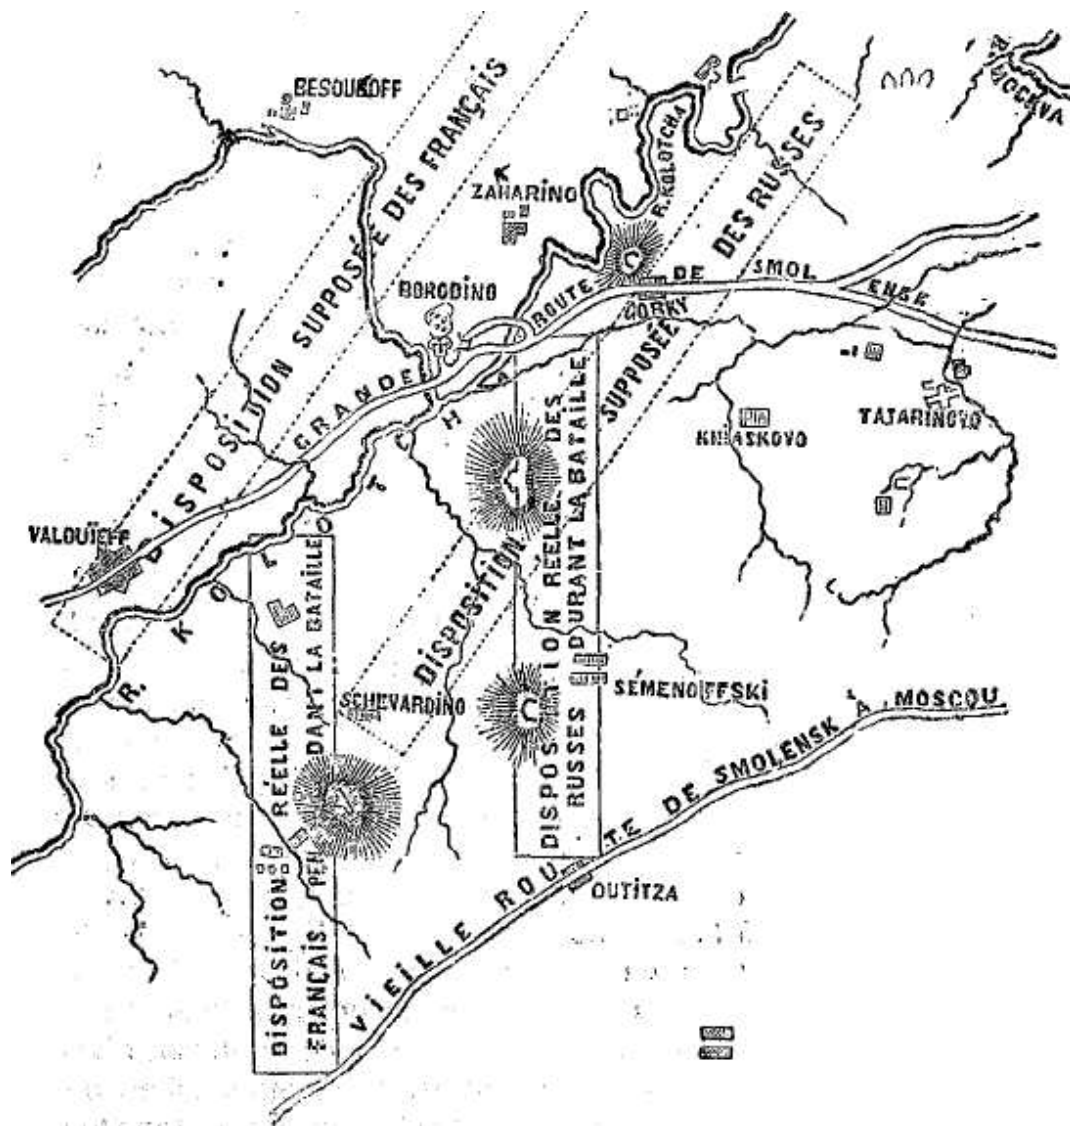 BESOUBOFF
R. MOCKVA
DISPOSITION SUPPOSÉE DES FRANÇAIS
ZAHARINO
R. KOLOTCHA
DISPOSITION SUPPOSÉE DES RUSSES
BORODINO
GRANDE ROUTE DE SMOLENSE
GORKY
TATARINOVO
KNIASKOVO
VALOUÏEFF
R. KOLOTCHA
DISPOSITION RÉELLE DES
FRANÇAIS PENDANT LA BATAILLE
DISPOSITION RÉELLE DES
RUSSES DURANT LA BATAILLE
SCHEVARDINO
SÉMENOFFSKI
VIEILLE ROUTE DE SMOLENSK A MOSCOU.
OUTITZA